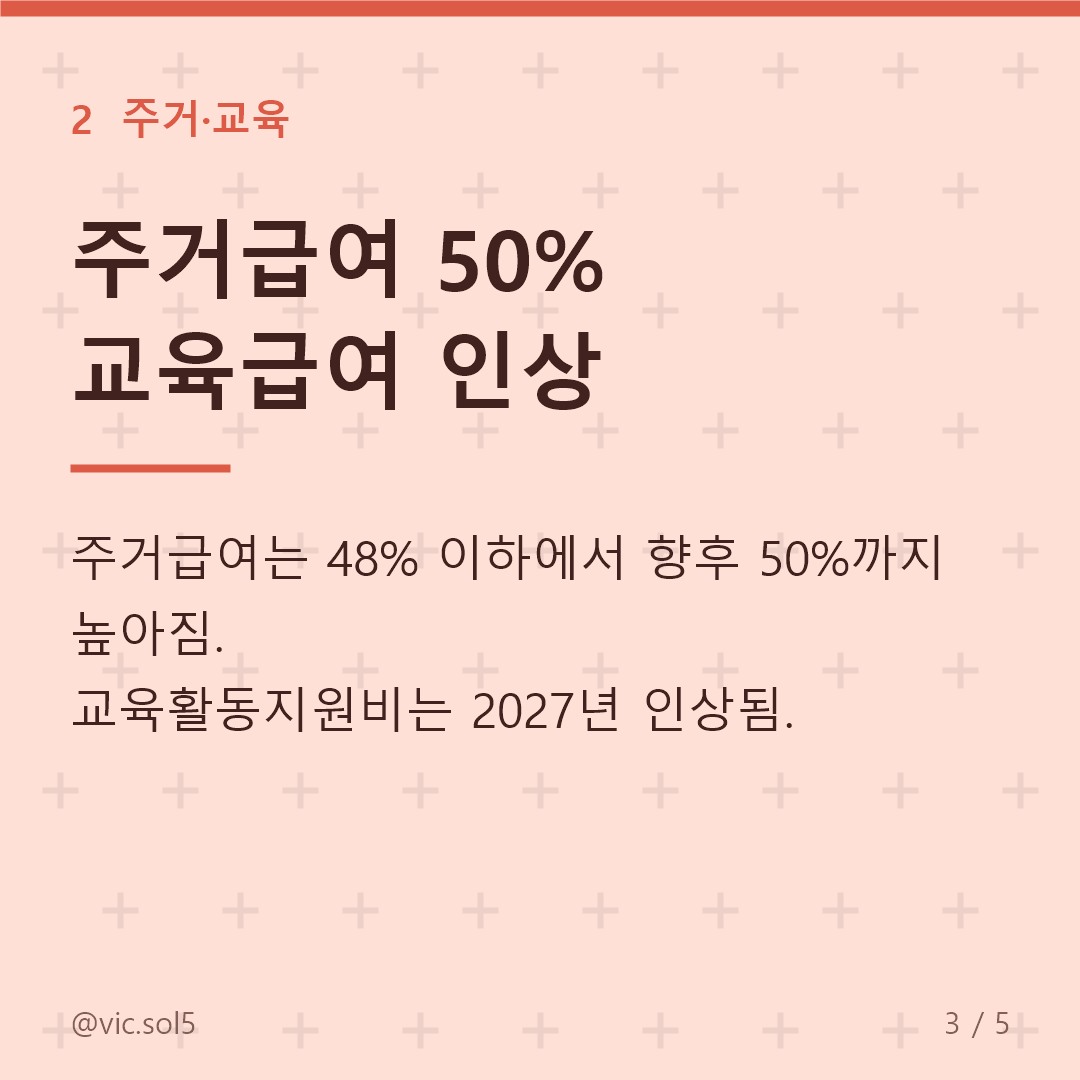 2 주거·교육
주거급여 50%
교육급여 인상
주거급여는 48% 이하에서 향후 50%까지
높아짐.
교육활동지원비는 2027년 인상됨.
@vic.sol5
3 / 5